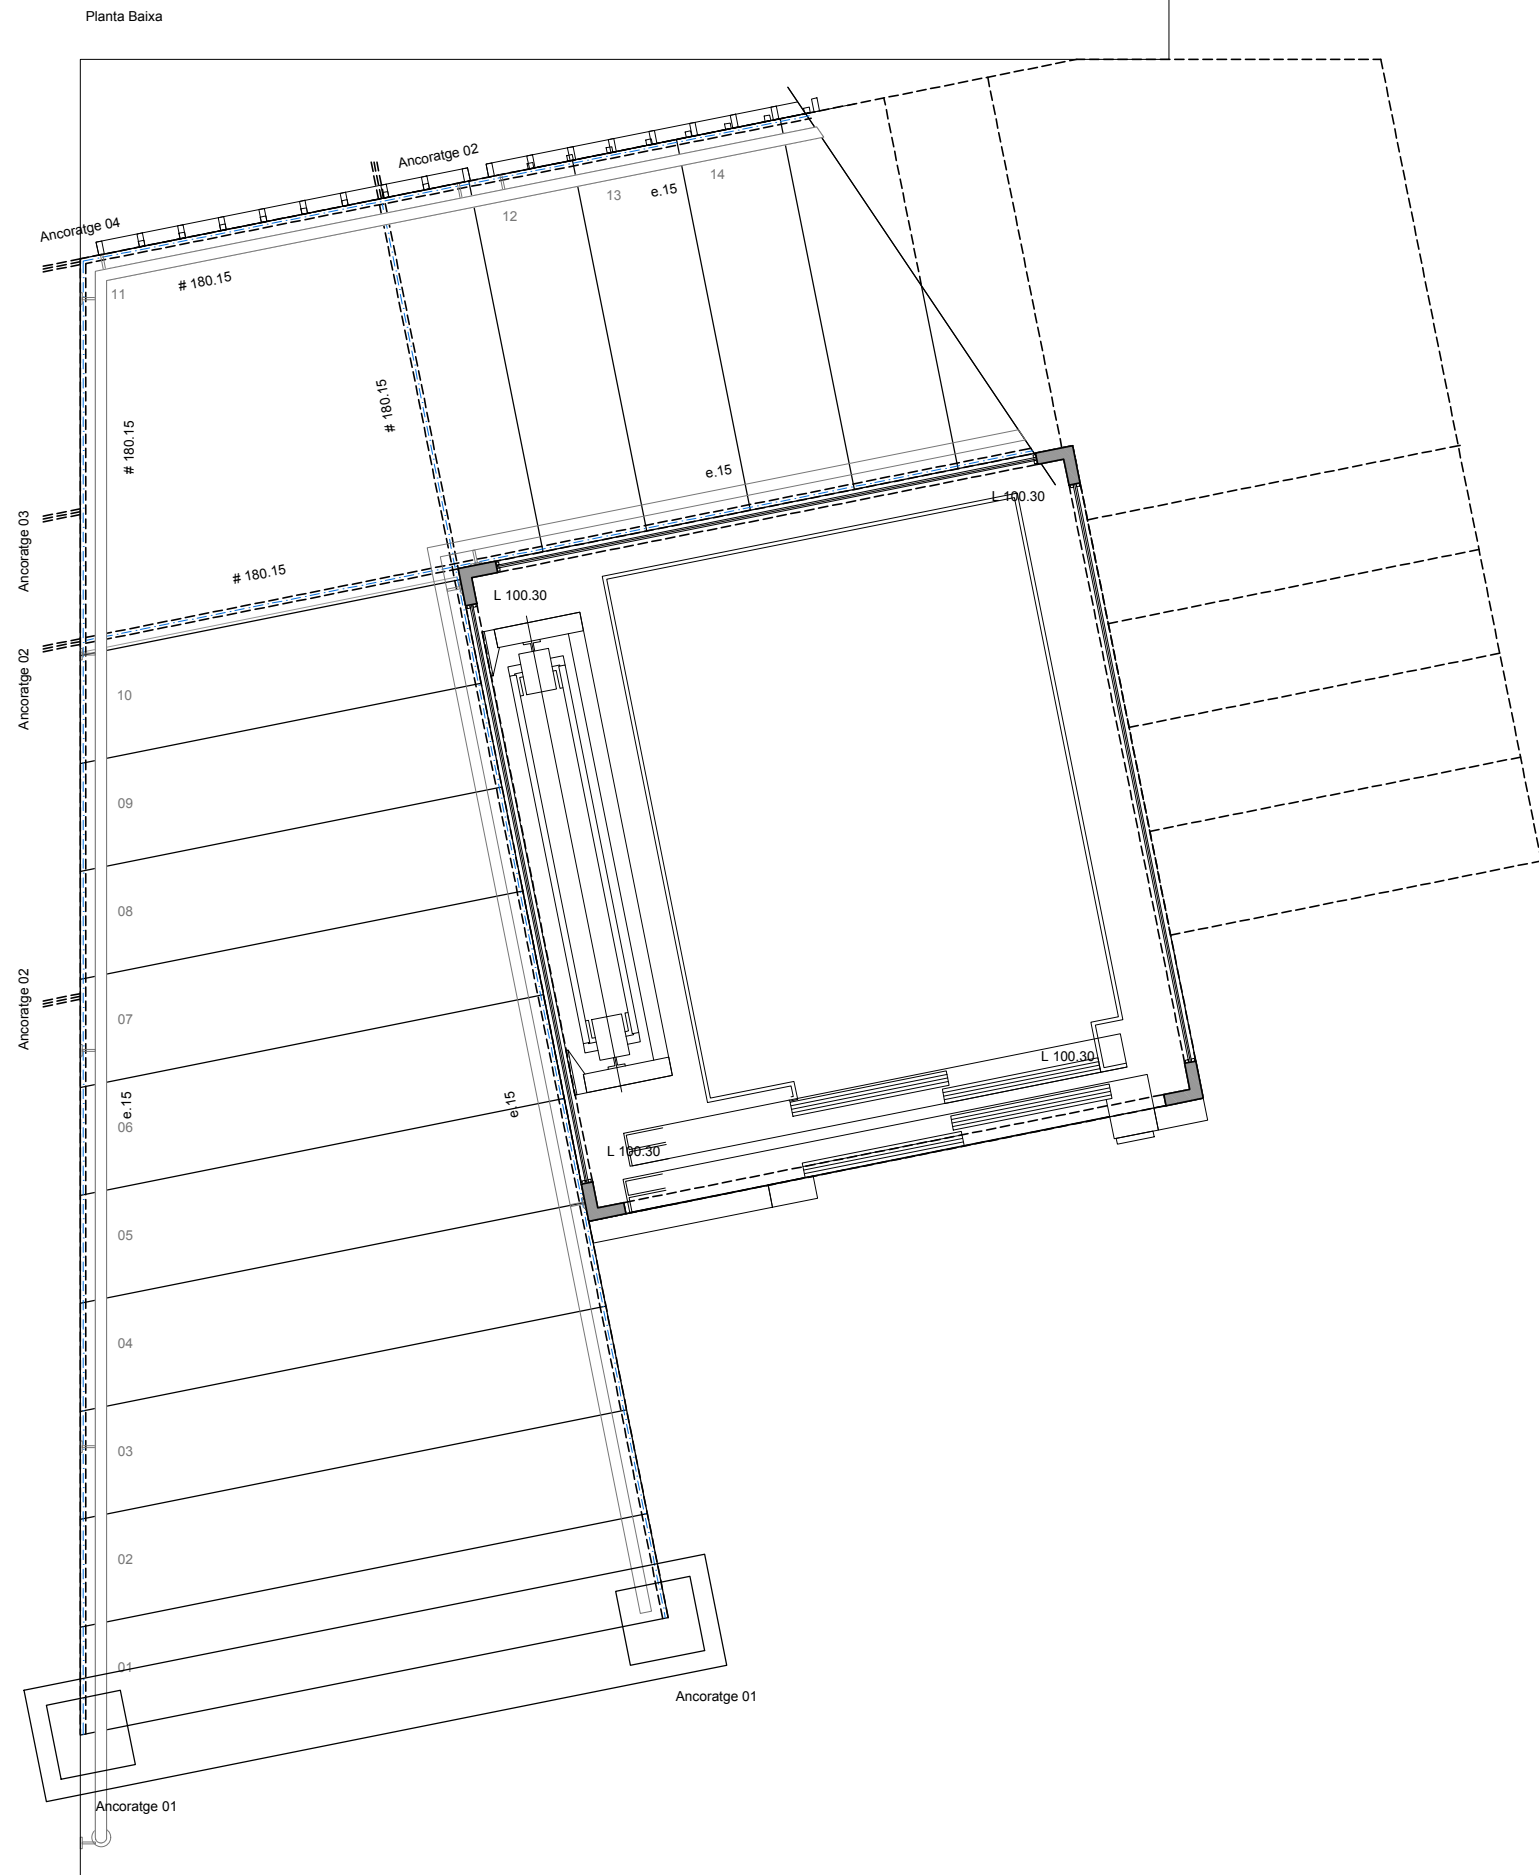 Planta Baixa
Ancoratge 02
Ancoratge 04
e.15
14
13
12
# 180.15
11
# 180.15
# 180.15
e.15
L 100.30
Ancoratge 03
# 180.15
L 100.30
Ancoratge 02
10
09
08
Ancoratge 02
07
L 100.30
e.15
e.15
06
L 100.30
05
04
03
02
01
Ancoratge 01
Ancoratge 01